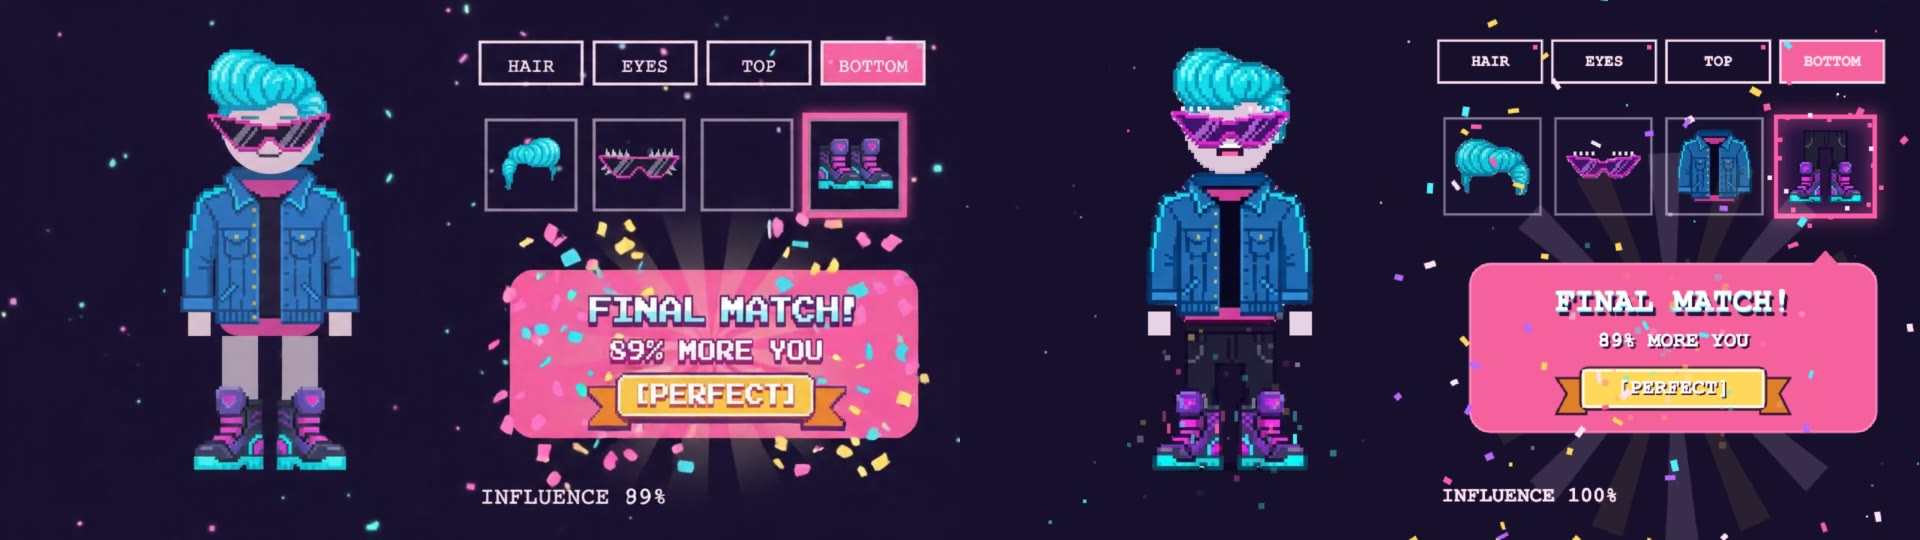 HAIR EYES TOP BOTTOM
FINAL MATCH!
89% MORE YOU
[PERFECT]
INFLUENCE 89%
HAIR EYES TOP BOTTOM
FINAL MATCH!
89% MORE YOU
[PERFECT]
INFLUENCE 100%